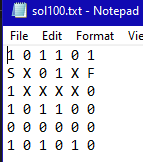 sol100.txt - Notepad
File Edit Format Vie
1 0 1 1 0 1
S X 0 1 X F
1 X X X X 0
1 0 1 1 1 0
0 0 0 0 0 0
1 0 1 0 1 0